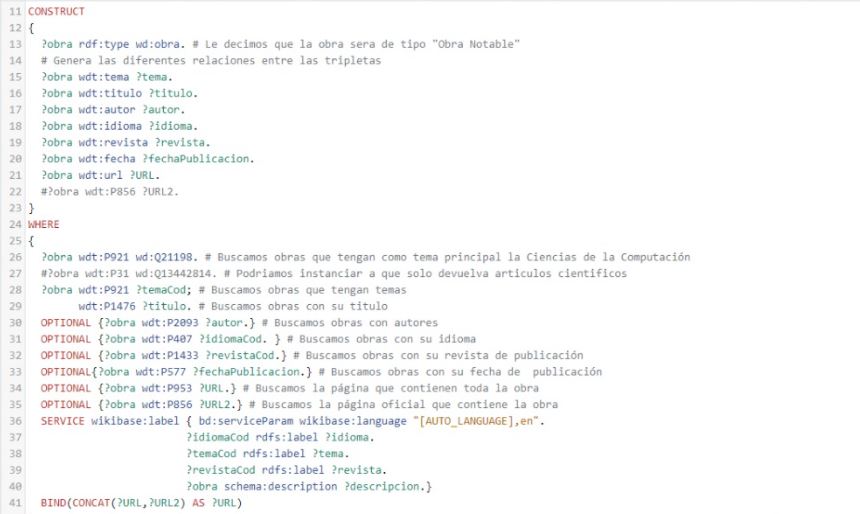 11 CONSTRUCT
12 {
13 ?obra rdf:type wd:obra. # Le decimos que la obra sera de tipo "Obra Notable"
14 # Genera las diferentes relaciones entre las tripletas
15 ?obra wdt:tema ?tema.
16 ?obra wdt:titulo ?titulo.
17 ?obra wdt:autor ?autor.
18 ?obra wdt:idioma ?idioma.
19 ?obra wdt:revista ?revista.
20 ?obra wdt:fecha ?fechaPublicacion.
21 ?obra wdt:url ?URL.
22 #?obra wdt:P856 ?URL2.
23 }
24 WHERE
25 {
26 ?obra wdt:P921 wd:Q21198. # Buscamos obras que tengan como tema principal la Ciencias de la Computación
27 #?obra wdt:P31 wd:Q13442814. # Podriamos instanciar a que solo devuelva articulos cientificos
28 ?obra wdt:P921 ?temaCod; # Buscamos obras que tengan temas
29 wdt:P1476 ?titulo. # Buscamos obras con su titulo
30 OPTIONAL {?obra wdt:P2093 ?autor.} # Buscamos obras con autores
31 OPTIONAL {?obra wdt:P407 ?idiomaCod. } # Buscamos obras con su idioma
32 OPTIONAL {?obra wdt:P1433 ?revistaCod.} # Buscamos obras con su revista de publicación
33 OPTIONAL{?obra wdt:P577 ?fechaPublicacion.} # Buscamos obras con su fecha de  publicación
34 OPTIONAL {?obra wdt:P953 ?URL.} # Buscamos la página que contienen toda la obra
35 OPTIONAL {?obra wdt:P856 ?URL2.} # Buscamos la página oficial que contiene la obra
36 SERVICE wikibase:label { bd:serviceParam wikibase:language "[AUTO_LANGUAGE],en".
37 ?idiomaCod rdfs:label ?idioma.
38 ?temaCod rdfs:label ?tema.
39 ?revistaCod rdfs:label ?revista.
40 ?obra schema:description ?descripcion.}
41 BIND(CONCAT(?URL,?URL2) AS ?URL)